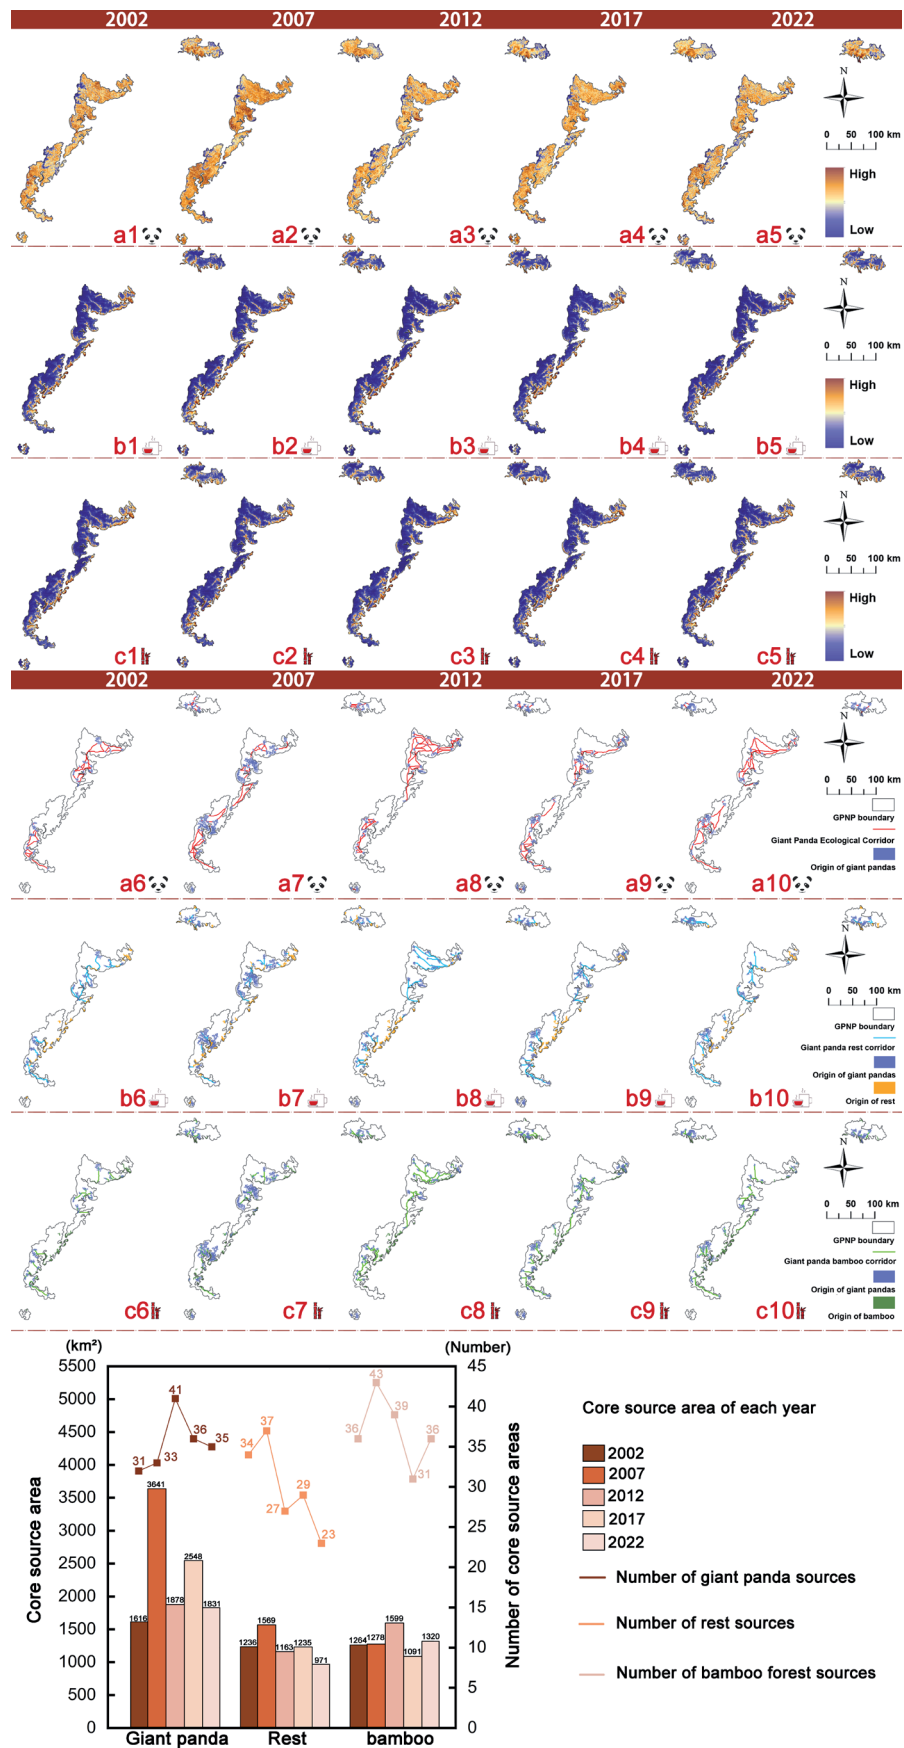 2002 2007 2012 2017 2022
N
0 50 100 km
High
Low
a1 a2 a3 a4 a5
N
0 50 100 km
High
Low
b1 b2 b3 b4 b5
N
0 50 100 km
High
Low
c1 c2 c3 c4 c5
2002 2007 2012 2017 2022
N
0 50 100 km
GPNP boundary
Giant Panda Ecological Corridor
Origin of giant pandas
a6 a7 a8 a9 a10
N
0 50 100 km
GPNP boundary
Giant panda rest corridor
Origin of giant pandas
Origin of rest
b6 b7 b8 b9 b10
N
0 50 100 km
GPNP boundary
Giant panda bamboo corridor
Origin of giant pandas
Origin of bamboo
c6 c7 c8 c9 c10
(km²) (Number)
5500 5000 4500 4000 3500 3000 2500 2000 1500 1000 500 0
Core source area
31 33 41 36 35
34 37 27 29 23
36 43 39 31 36
1616 3641 1878 2548 1831
1236 1569 1163 1235 971
1264 1278 1599 1091 1320
Giant panda Rest bamboo
45 40 35 30 25 20 15 10 5 0
Number of core source areas
Core source area of each year
2002
2007
2012
2017
2022
Number of giant panda sources
Number of rest sources
Number of bamboo forest sources